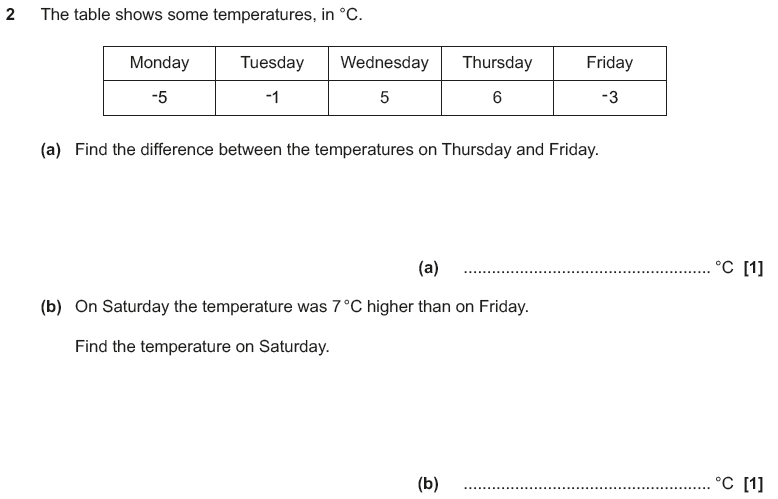 2 The table shows some temperatures, in °C.
Monday Tuesday Wednesday Thursday Friday
-5 -1 5 6 -3
(a) Find the difference between the temperatures on Thursday and Friday.
(a) ..................................................... °C [1]
(b) On Saturday the temperature was 7 °C higher than on Friday.
Find the temperature on Saturday.
(b) ..................................................... °C [1]